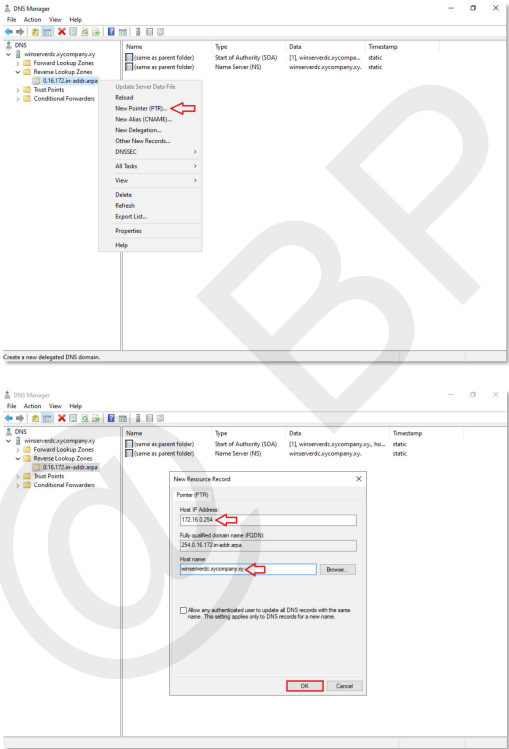 DNS Manager
File Action View Help
DNS
winserverdc.xycompany.xy
Forward Lookup Zones
Reverse Lookup Zones
0.16.172.in-addr.arpa
Trust Points
Conditional Forwarders
Name Type Data Timestamp
(same as parent folder) Start of Authority (SOA) [1], winserverdc.xycompa... static
(same as parent folder) Name Server (NS) winserverdc.xycompany.xy. static
Update Server Data File
Reload
New Pointer (PTR)...
New Alias (CNAME)...
New Delegation...
Other New Records...
DNSSEC
All Tasks
View
Delete
Refresh
Export List...
Properties
Help
Create a new delegated DNS domain.
DNS Manager
File Action View Help
DNS
winserverdc.xycompany.xy
Forward Lookup Zones
Reverse Lookup Zones
0.16.172.in-addr.arpa
Trust Points
Conditional Forwarders
Name Type Data Timestamp
(same as parent folder) Start of Authority (SOA) [1], winserverdc.xycompany.xy., ho... static
(same as parent folder) Name Server (NS) winserverdc.xycompany.xy. static
New Resource Record
Pointer (PTR)
Host IP Address:
172.16.0.254
Fully qualified domain name (FQDN):
254.0.16.172.in-addr.arpa
Host name:
winserverdc.xycompany.xy
Browse...
Allow any authenticated user to update all DNS records with the same
name. This setting applies only to DNS records for a new name.
OK Cancel
@BP